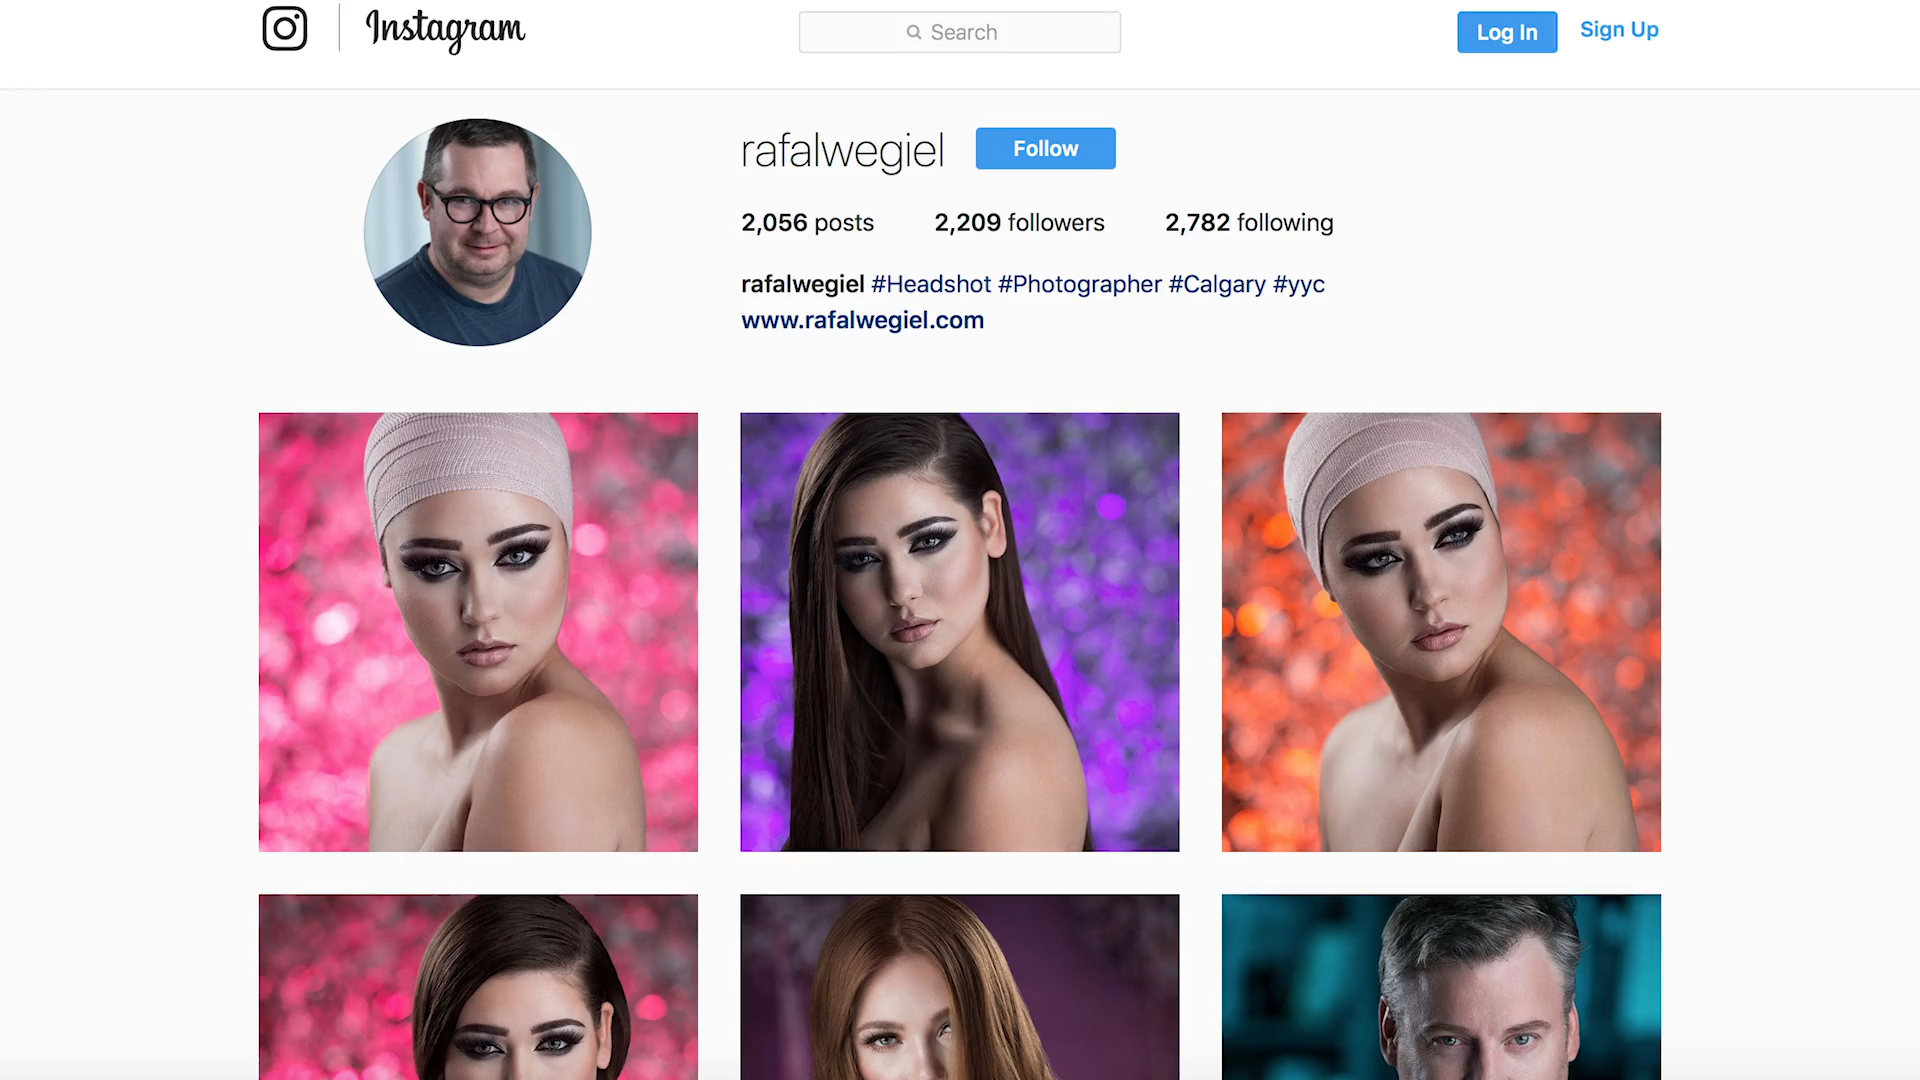 Instagram
Search
Log In
Sign Up
rafalwegiel
Follow
2,056 posts
2,209 followers
2,782 following
rafalwegiel #Headshot #Photographer #Calgary #yyc
www.rafalwegiel.com